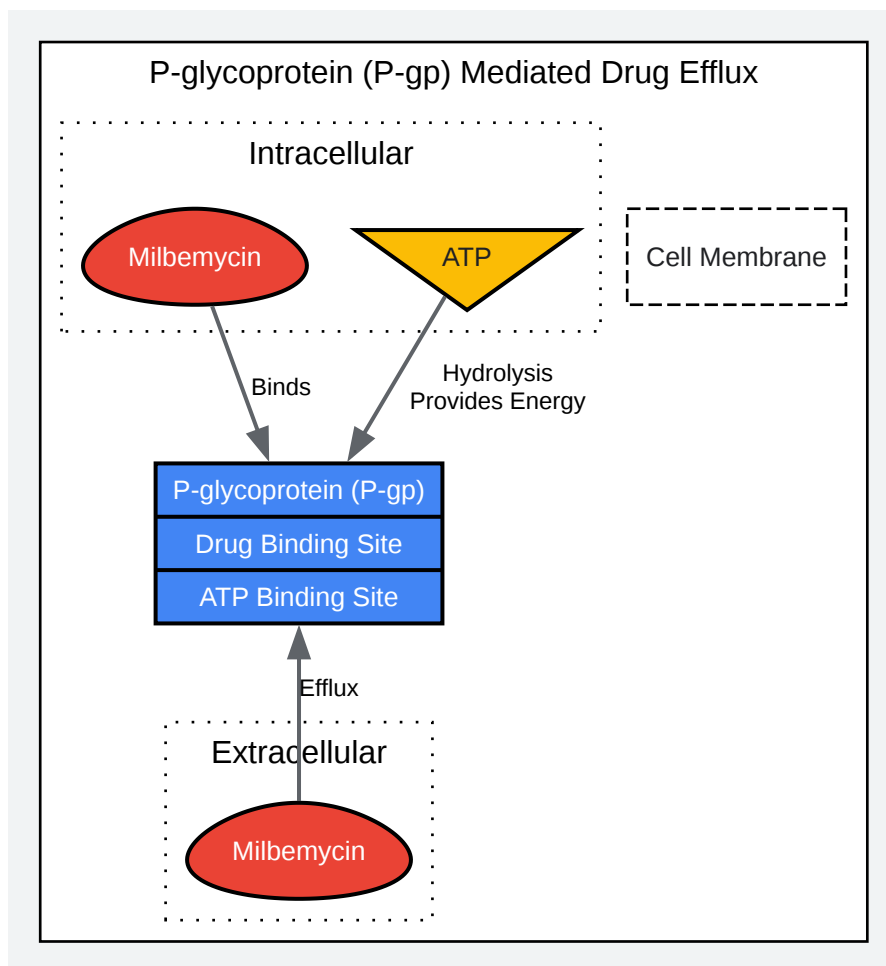 P-glycoprotein (P-gp) Mediated Drug Efflux
Intracellular
Milbemycin
ATP
Cell Membrane
Binds
Hydrolysis
Provides Energy
P-glycoprotein (P-gp)
Drug Binding Site
ATP Binding Site
Efflux
Extracellular
Milbemycin